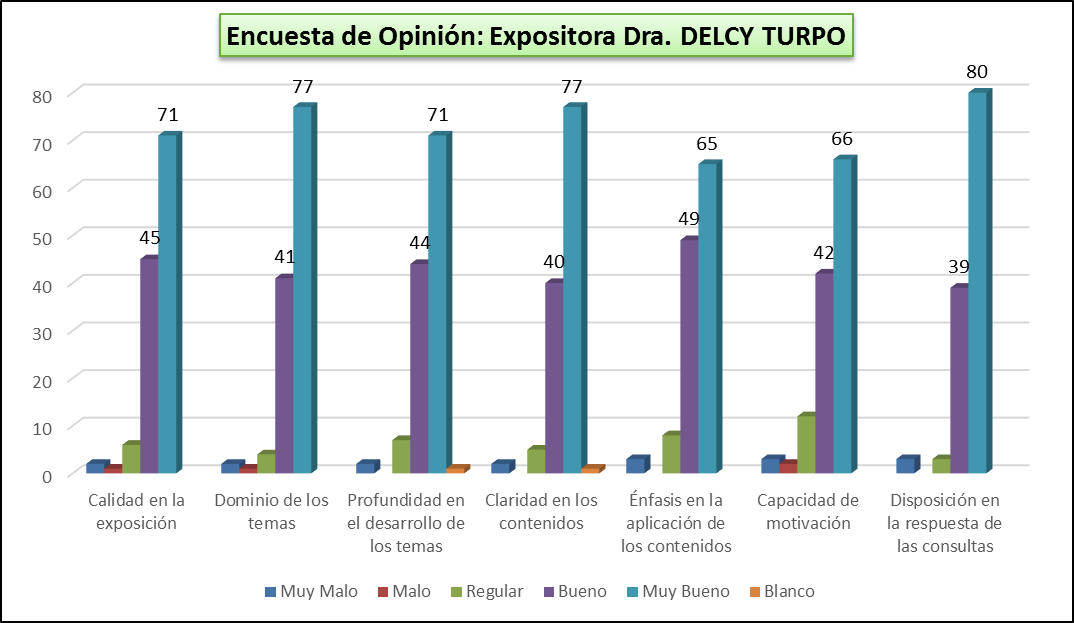 Encuesta de Opinión: Expositora Dra. DELCY TURPO
80
70
60
50
40
30
20
10
0
71
77
71
77
65
66
80
45
41
44
40
49
42
39
Calidad en la
exposición
Dominio de los
temas
Profundidad en
el desarrollo de
los temas
Claridad en los
contenidos
Énfasis en la
aplicación de
los contenidos
Capacidad de
motivación
Disposición en
la respuesta de
las consultas
Muy Malo Malo Regular Bueno Muy Bueno Blanco